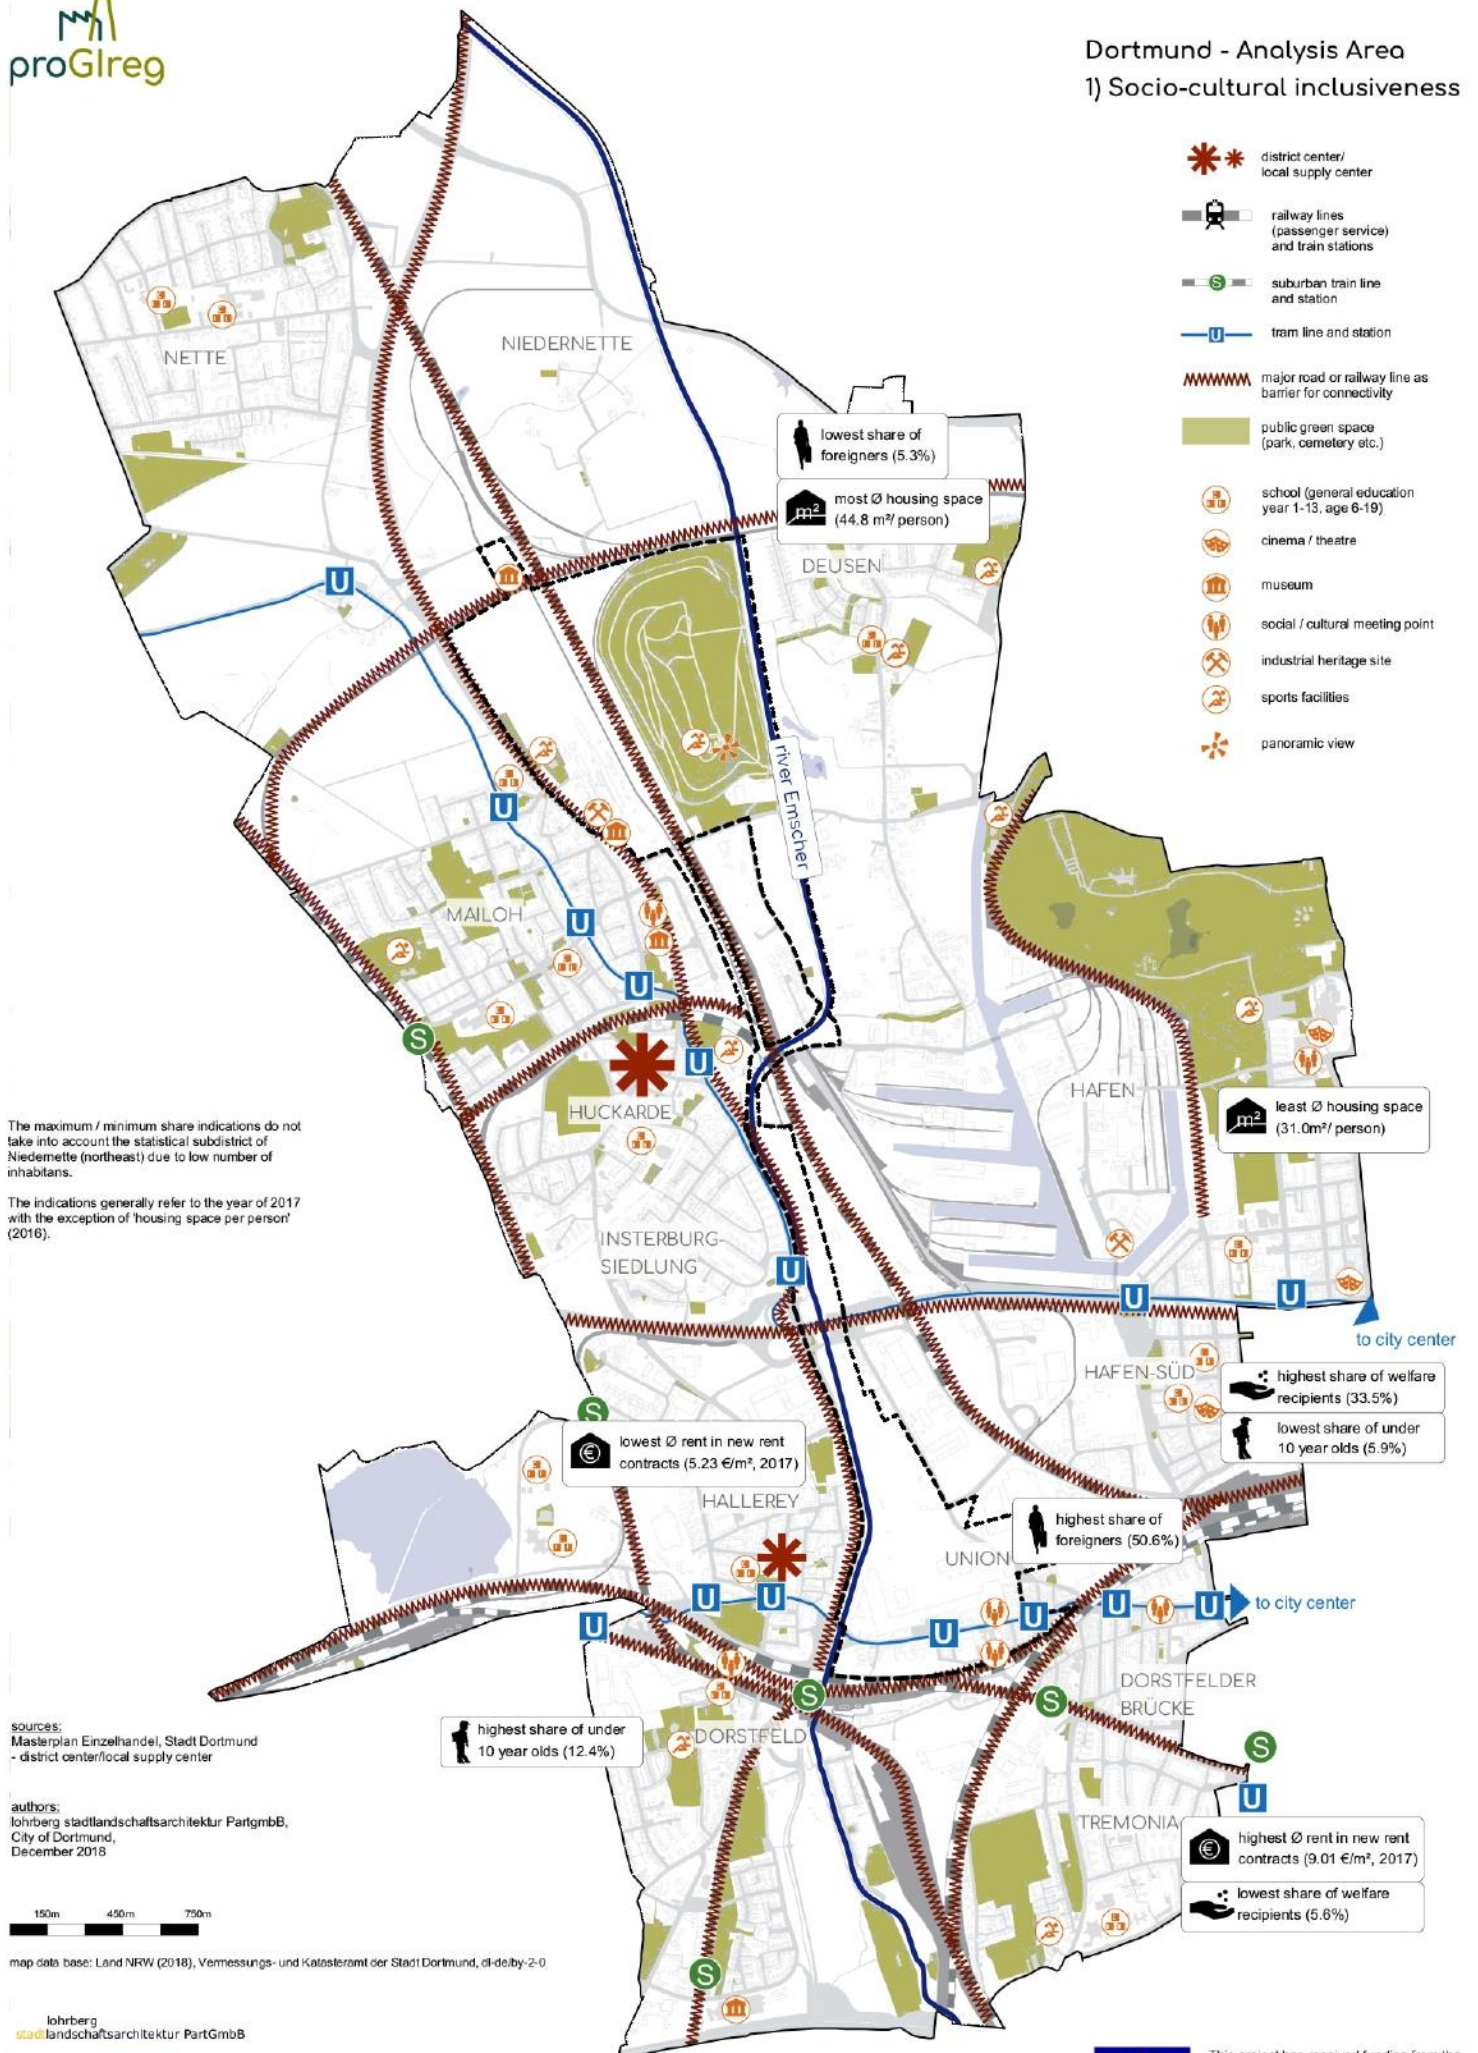 proGIreg
Dortmund - Analysis Area
1) Socio-cultural inclusiveness
district center/
local supply center
railway lines
(passenger service)
and train stations
S
suburban train line
and station
U
tram line and station
major road or railway line as
barrier for connectivity
public green space
(park, cemetery etc.)
school (general education
year 1-13, age 6-19)
cinema / theatre
museum
social / cultural meeting point
industrial heritage site
sports facilities
panoramic view
NETTE
NIEDERNETTE
lowest share of
foreigners (5.3%)
m²
most Ø housing space
(44.8 m²/ person)
DEUSEN
U
river Emscher
U
MAILOH
U
U
S
U
HUCKARDE
HAFEN
m²
least Ø housing space
(31.0m²/ person)
The maximum / minimum share indications do not
take into account the statistical subdistrict of
Niedernette (northeast) due to low number of
inhabitans.
The indications generally refer to the year of 2017
with the exception of 'housing space per person'
(2016).
INSTERBURG-
SIEDLUNG
U
U
U
to city center
HAFEN-SÜD
highest share of welfare
recipients (33.5%)
lowest share of under
10 year olds (5.9%)
S
€
lowest Ø rent in new rent
contracts (5.23 €/m², 2017)
HALLEREY
highest share of
foreigners (50.6%)
UNION
U
U
U
U
U
U
U
to city center
DORSTFELDER
BRÜCKE
S
S
S
U
highest share of under
10 year olds (12.4%)
DORSTFELD
TREMONIA
€
highest Ø rent in new rent
contracts (9.01 €/m², 2017)
lowest share of welfare
recipients (5.6%)
S
sources:
Masterplan Einzelhandel, Stadt Dortmund
- district center/local supply center
authors:
lohrberg stadtlandschaftsarchitektur PartgmbB,
City of Dortmund,
December 2018
150m 450m 750m
map data base: Land NRW (2018), Vermessungs- und Katasteramt der Stadt Dortmund, dl-de/by-2-0
lohrberg
stadtlandschaftsarchitektur PartGmbB
This project has received funding from the